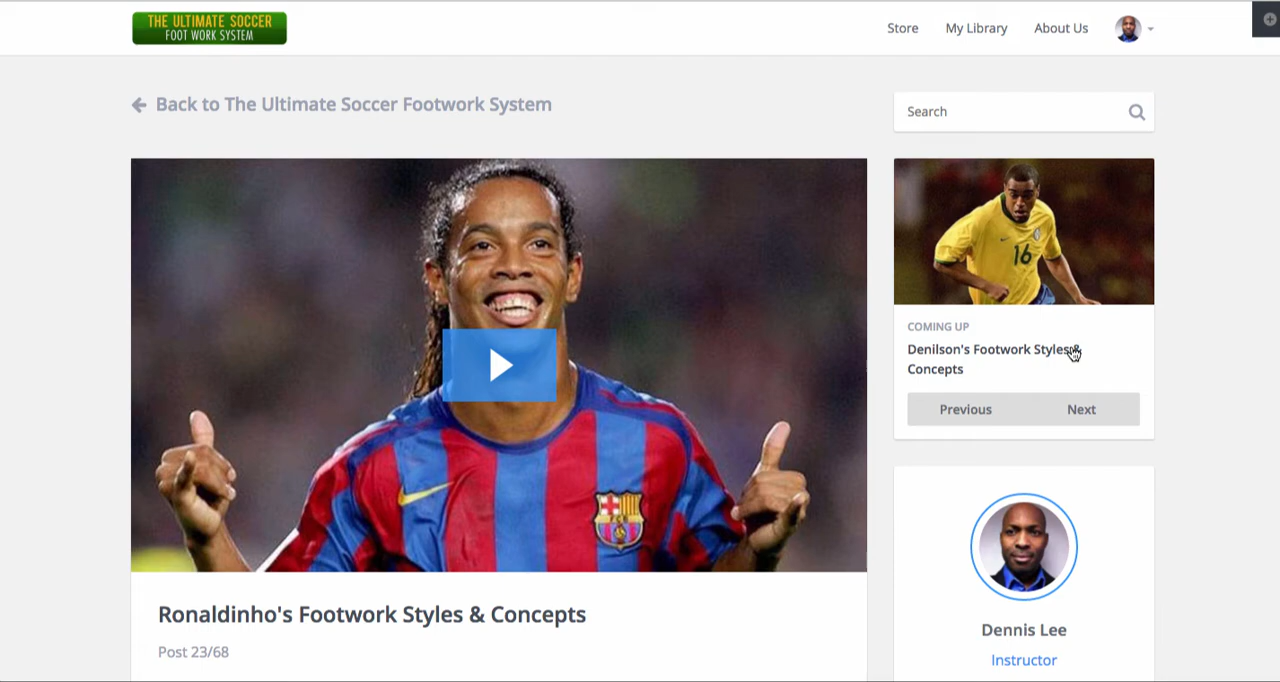 THE ULTIMATE SOCCER
FOOT WORK SYSTEM
Store
My Library
About Us
Back to The Ultimate Soccer Footwork System
Search
16
COMING UP
Denilson's Footwork Styles &
Concepts
Previous
Next
Ronaldinho's Footwork Styles & Concepts
Post 23/68
Dennis Lee
Instructor